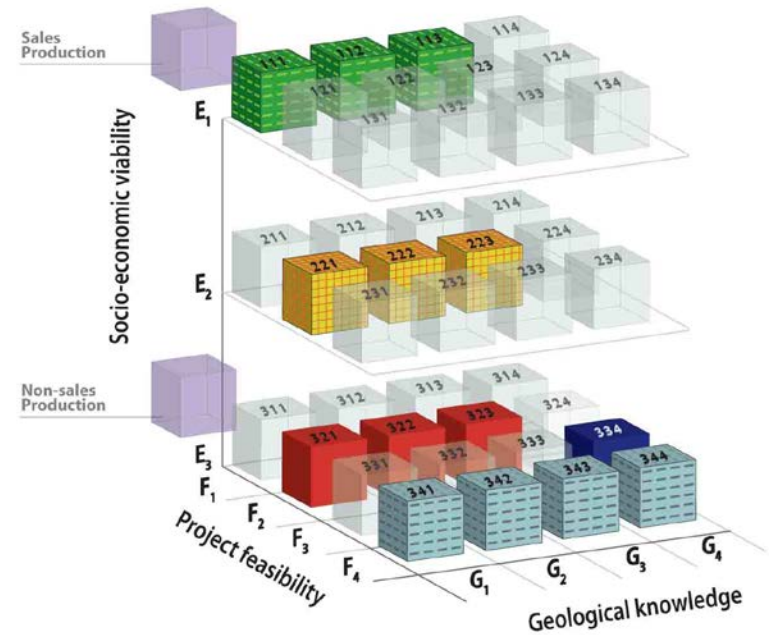 Sales
Production
Socio-economic viability
E1
111
112
113
114
121
122
123
124
131
132
133
134
E2
211
212
213
214
221
222
223
224
231
232
233
234
Non-sales
Production
E3
311
312
313
314
321
322
323
324
331
332
333
334
341
342
343
344
F1
F2
F3
F4
Project feasibility
G1
G2
G3
G4
Geological knowledge